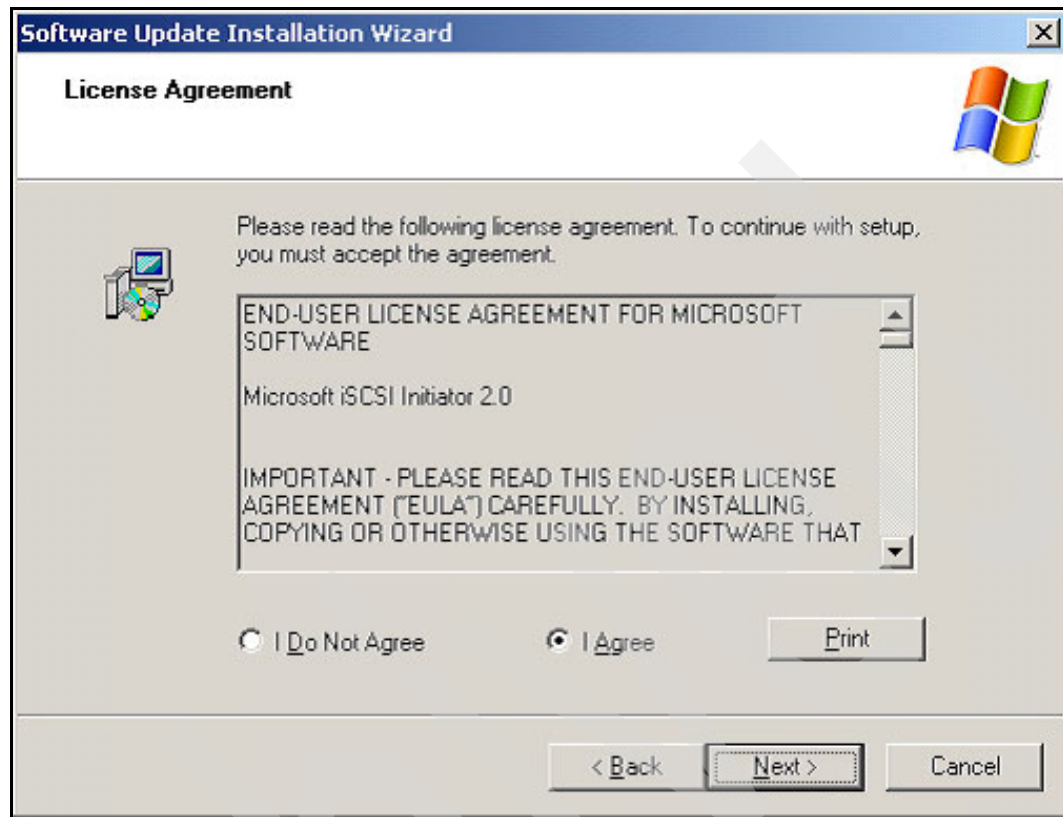 Software Update Installation Wizard
License Agreement
Please read the following license agreement. To continue with setup,
you must accept the agreement.
END-USER LICENSE AGREEMENT FOR MICROSOFT
SOFTWARE
Microsoft iSCSI Initiator 2.0
IMPORTANT - PLEASE READ THIS END-USER LICENSE
AGREEMENT ("EULA") CAREFULLY. BY INSTALLING,
COPYING OR OTHERWISE USING THE SOFTWARE THAT
I Do Not Agree
I Agree
Print
< Back
Next >
Cancel